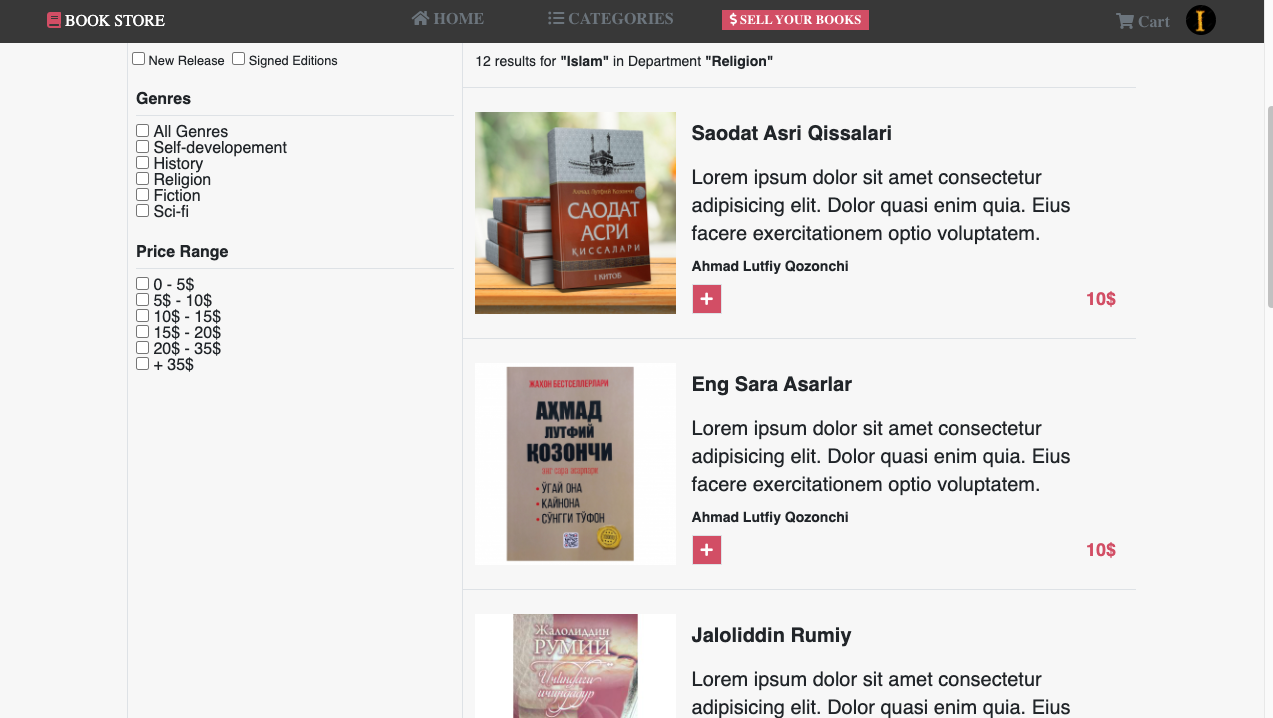 BOOK STORE
HOME
CATEGORIES
$ SELL YOUR BOOKS
Cart
New Release
Signed Editions
Genres
All Genres
Self-developement
History
Religion
Fiction
Sci-fi
Price Range
0 - 5$
5$ - 10$
10$ - 15$
15$ - 20$
20$ - 35$
+ 35$
12 results for "Islam" in Department "Religion"
Аҳмад Лутфий Қозончи
САОДАТ
АСРИ
ҚИССАЛАРИ
1 КИТОБ
Saodat Asri Qissalari
Lorem ipsum dolor sit amet consectetur
adipisicing elit. Dolor quasi enim quia. Eius
facere exercitationem optio voluptatem.
Ahmad Lutfiy Qozonchi
+
10$
ЖАҲОН БЕСТСЕЛЛЕРЛАРИ
АҲМАД
ЛУТФИЙ
ҚОЗОНЧИ
энг сара асарлари
• ЎГАЙ ОНА
• ҚАЙНОНА
• СЎНГГИ ТЎФОН
Eng Sara Asarlar
Lorem ipsum dolor sit amet consectetur
adipisicing elit. Dolor quasi enim quia. Eius
facere exercitationem optio voluptatem.
Ahmad Lutfiy Qozonchi
+
10$
Жалолиддин
РУМИЙ
Ичингдаги
ичингдадур
Jaloliddin Rumiy
Lorem ipsum dolor sit amet consectetur
adipisicing elit. Dolor quasi enim quia. Eius